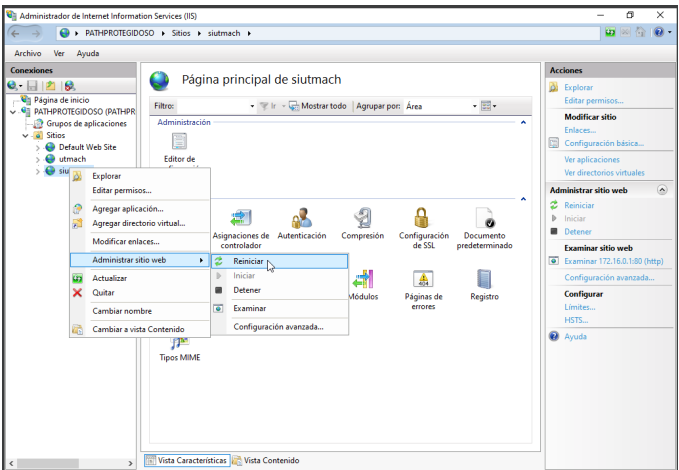 Administrador de Internet Information Services (IIS)
PATHPROTEGIDOSO ▸ Sitios ▸ siutmach ▸
Archivo Ver Ayuda
Conexiones
Página de inicio
PATHPROTEGIDOSO (PATHPR
Grupos de aplicaciones
Sitios
Default Web Site
utmach
Explorar
Editar permisos...
Agregar aplicación...
Agregar directorio virtual...
Modificar enlaces...
Administrar sitio web
Actualizar
Quitar
Cambiar nombre
Cambiar a vista Contenido
Reiniciar
Iniciar
Detener
Examinar
Configuración avanzada...
Página principal de siutmach
Filtro: Ir Mostrar todo Agrupar por: Área
Administración
Editor de
Asignaciones de
controlador
Autenticación
Compresión
Configuración
de SSL
Documento
predeterminado
Módulos
Páginas de
errores
Registro
Tipos MIME
Vista Características Vista Contenido
Acciones
Explorar
Editar permisos...
Modificar sitio
Enlaces...
Configuración básica...
Ver aplicaciones
Ver directorios virtuales
Administrar sitio web
Reiniciar
Iniciar
Detener
Examinar sitio web
Examinar 172.16.0.1:80 (http)
Configuración avanzada...
Configurar
Límites...
HSTS...
Ayuda